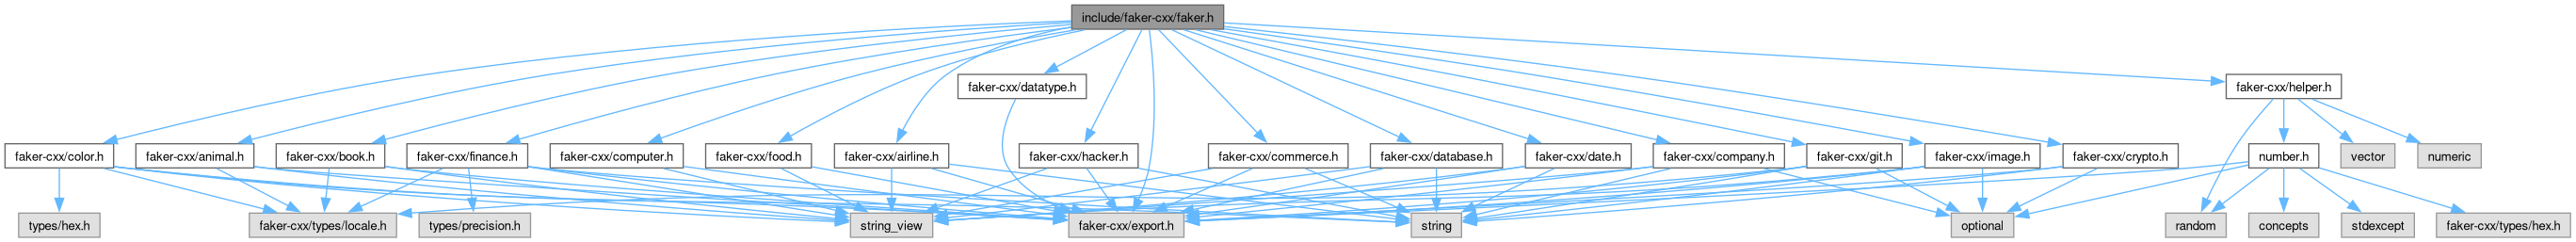 include/faker-cxx/faker.h
faker-cxx/datatype.h
faker-cxx/helper.h
faker-cxx/color.h
faker-cxx/animal.h
faker-cxx/book.h
faker-cxx/finance.h
faker-cxx/computer.h
faker-cxx/food.h
faker-cxx/airline.h
faker-cxx/hacker.h
faker-cxx/commerce.h
faker-cxx/database.h
faker-cxx/date.h
faker-cxx/company.h
faker-cxx/git.h
faker-cxx/image.h
faker-cxx/crypto.h
number.h
vector
numeric
types/hex.h
faker-cxx/types/locale.h
types/precision.h
string_view
faker-cxx/export.h
string
optional
random
concepts
stdexcept
faker-cxx/types/hex.h